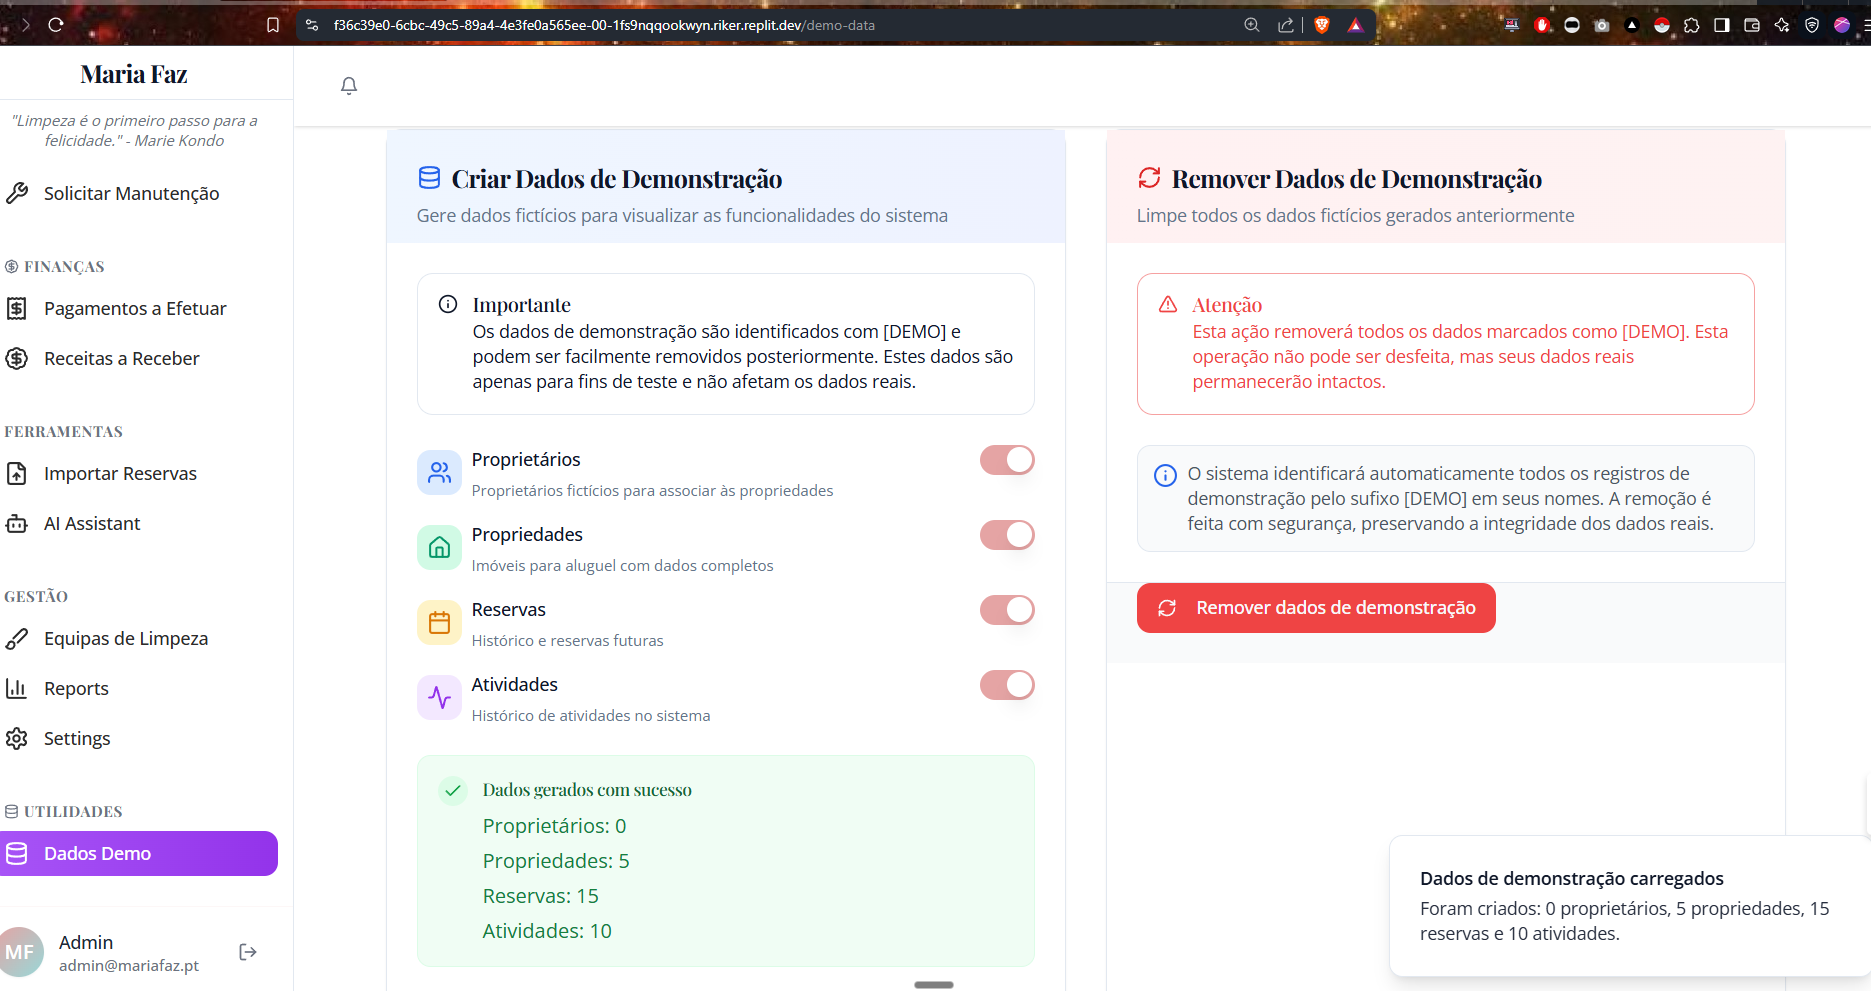 f36c39e0-6cbc-49c5-89a4-4e3fe0a565ee-00-1fs9nqqookwyn.riker.replit.dev/demo-data
Maria Faz
"Limpeza é o primeiro passo para a
felicidade." - Marie Kondo
Solicitar Manutenção
FINANÇAS
Pagamentos a Efetuar
Receitas a Receber
FERRAMENTAS
Importar Reservas
AI Assistant
GESTÃO
Equipas de Limpeza
Reports
Settings
UTILIDADES
Dados Demo
MF
Admin
admin@mariafaz.pt
Criar Dados de Demonstração
Gere dados fictícios para visualizar as funcionalidades do sistema
Importante
Os dados de demonstração são identificados com [DEMO] e
podem ser facilmente removidos posteriormente. Estes dados são
apenas para fins de teste e não afetam os dados reais.
Proprietários
Proprietários fictícios para associar às propriedades
Propriedades
Imóveis para aluguel com dados completos
Reservas
Histórico e reservas futuras
Atividades
Histórico de atividades no sistema
Dados gerados com sucesso
Proprietários: 0
Propriedades: 5
Reservas: 15
Atividades: 10
Remover Dados de Demonstração
Limpe todos os dados fictícios gerados anteriormente
Atenção
Esta ação removerá todos os dados marcados como [DEMO]. Esta
operação não pode ser desfeita, mas seus dados reais
permanecerão intactos.
O sistema identificará automaticamente todos os registros de
demonstração pelo sufixo [DEMO] em seus nomes. A remoção é
feita com segurança, preservando a integridade dos dados reais.
Remover dados de demonstração
Dados de demonstração carregados
Foram criados: 0 proprietários, 5 propriedades, 15
reservas e 10 atividades.